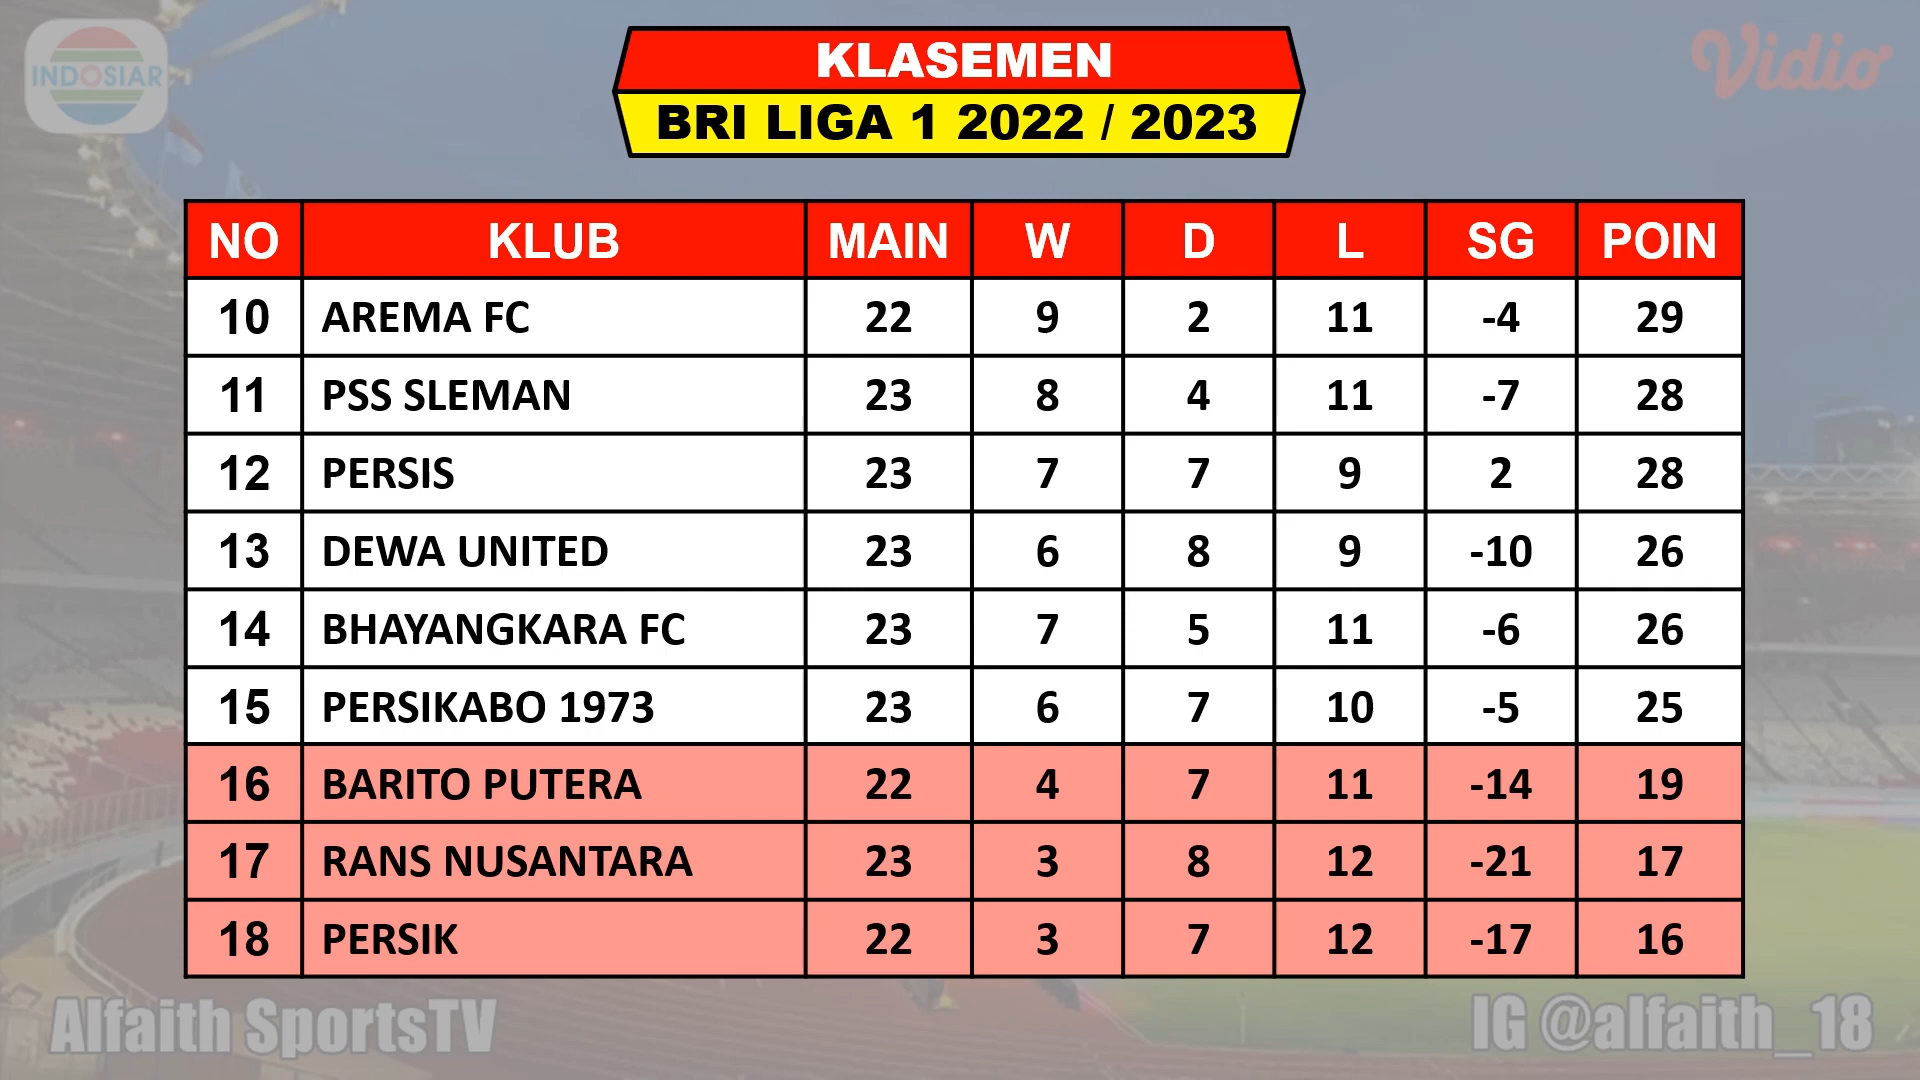 INDOSIAR
Vidio
KLASEMEN
BRI LIGA 1 2022 / 2023
NO KLUB MAIN W D L SG POIN
10 AREMA FC 22 9 2 11 -4 29
11 PSS SLEMAN 23 8 4 11 -7 28
12 PERSIS 23 7 7 9 2 28
13 DEWA UNITED 23 6 8 9 -10 26
14 BHAYANGKARA FC 23 7 5 11 -6 26
15 PERSIKABO 1973 23 6 7 10 -5 25
16 BARITO PUTERA 22 4 7 11 -14 19
17 RANS NUSANTARA 23 3 8 12 -21 17
18 PERSIK 22 3 7 12 -17 16
Alfaith SportsTV
IG @alfaith_18